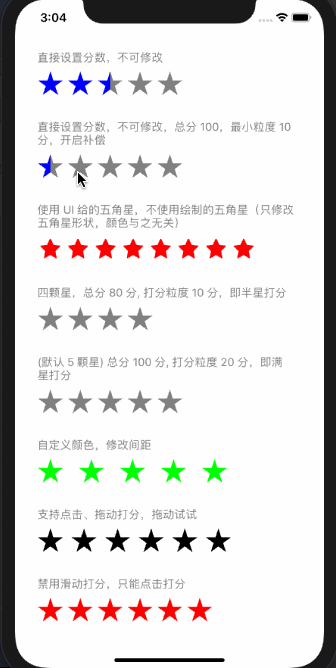 3:04
直接设置分数，不可修改
直接设置分数，不可修改，总分 100，最小粒度 10
分，开启补偿
使用 UI 给的五角星，不使用绘制的五角星（只修改
五角星形状，颜色与之无关）
四颗星，总分 80 分, 打分粒度 10 分，即半星打分
(默认 5 颗星) 总分 100 分, 打分粒度 20 分，即满
星打分
自定义颜色，修改间距
支持点击、拖动打分，拖动试试
禁用滑动打分，只能点击打分